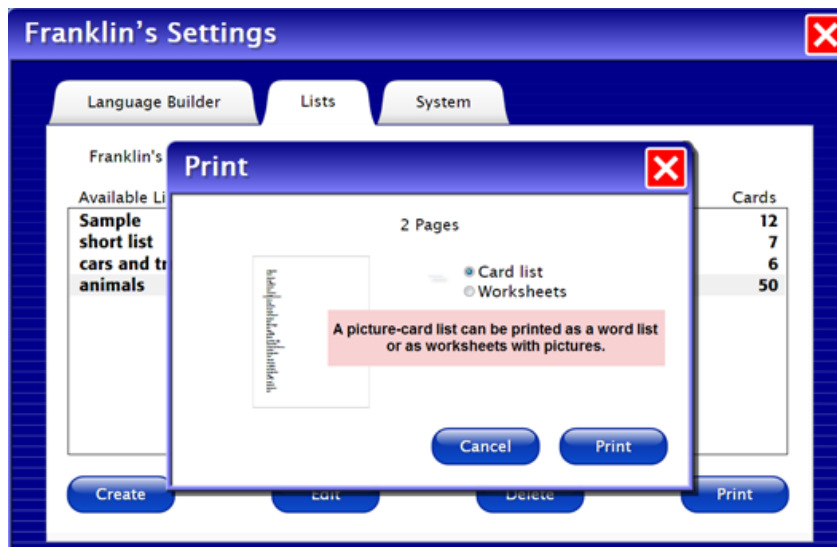 Franklin's Settings
Language Builder
Lists
System
Franklin's
Available Li
Cards
Sample 12
short list 7
cars and tr 6
animals 50
Print
2 Pages
Card list
Worksheets
A picture-card list can be printed as a word list
or as worksheets with pictures.
Cancel
Print
Create
Edit
Delete
Print